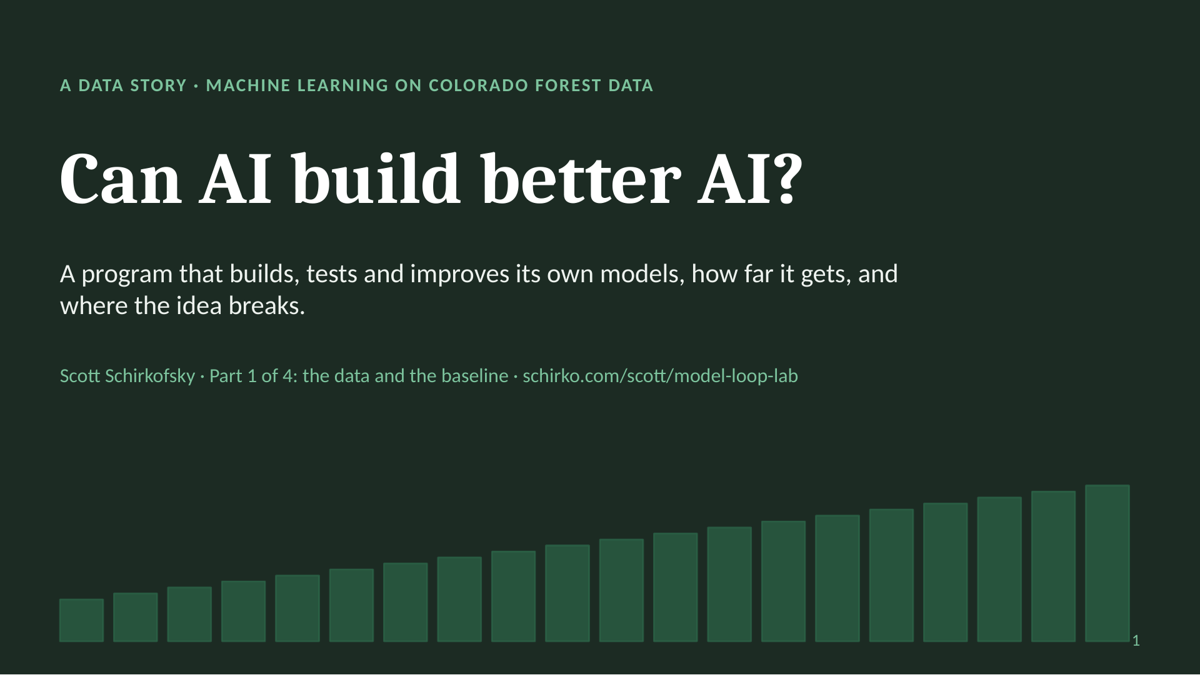 A DATA STORY · MACHINE LEARNING ON COLORADO FOREST DATA
Can AI build better AI?
A program that builds, tests and improves its own models, how far it gets, and
where the idea breaks.
Scott Schirkofsky · Part 1 of 4: the data and the baseline · schirko.com/scott/model-loop-lab
1